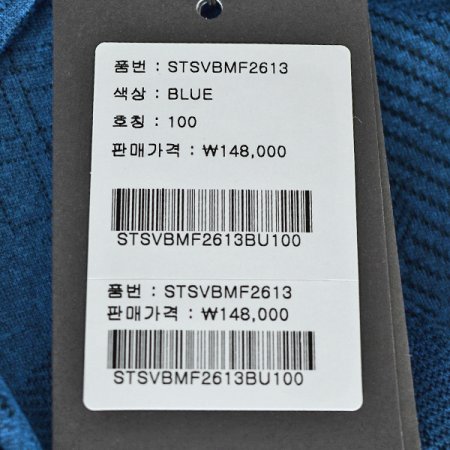 품번 : STSVBMF2613
색상 : BLUE
호칭 : 100
판매가격 : ₩148,000
STSVBMF2613BU100
품번 : STSVBMF2613
판매가격 : ₩148,000
STSVBMF2613BU100